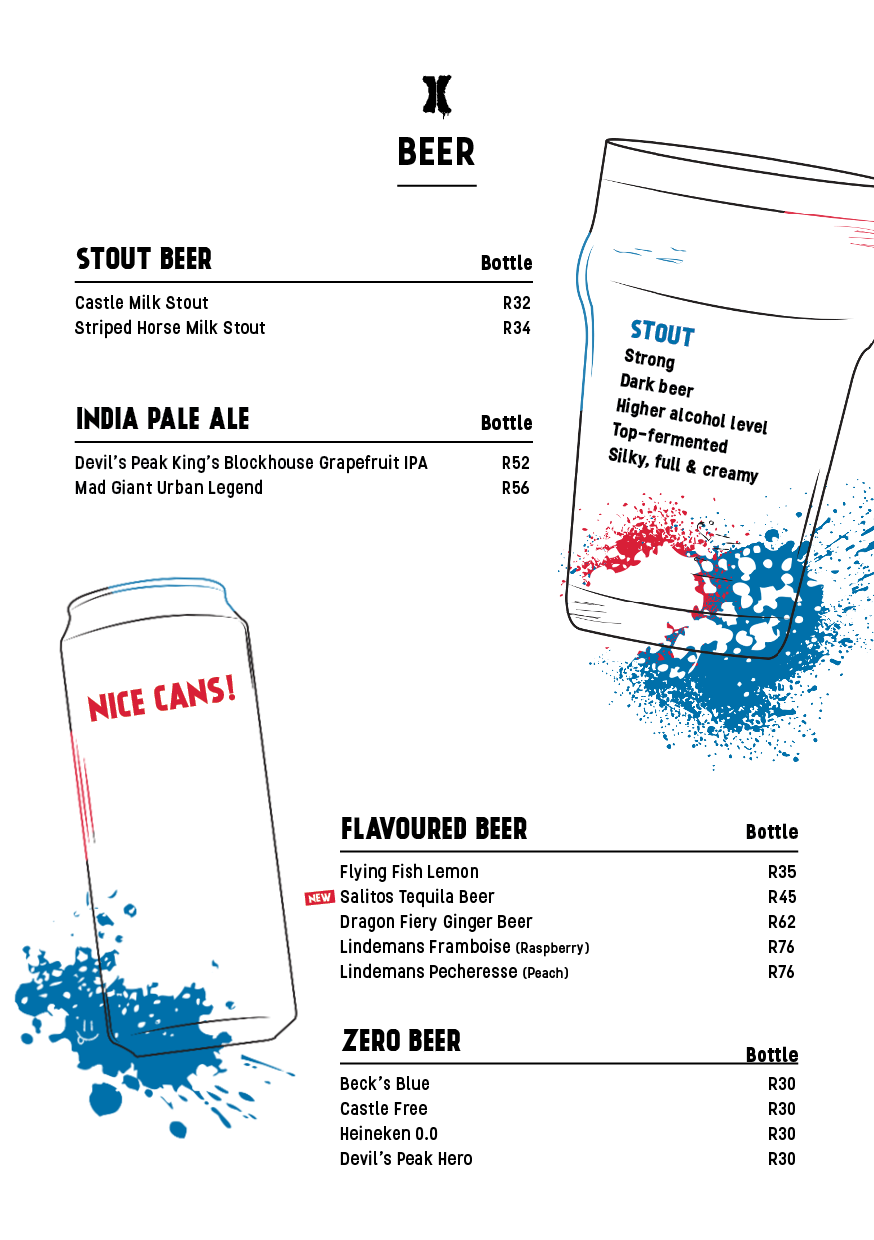 BEER
STOUT BEER Bottle
Castle Milk Stout R32
Striped Horse Milk Stout R34
STOUT
Strong
Dark beer
Higher alcohol level
Top-fermented
Silky, full & creamy
INDIA PALE ALE Bottle
Devil's Peak King's Blockhouse Grapefruit IPA R52
Mad Giant Urban Legend R56
NICE CANS!
FLAVOURED BEER Bottle
Flying Fish Lemon R35
NEW Salitos Tequila Beer R45
Dragon Fiery Ginger Beer R62
Lindemans Framboise (Raspberry) R76
Lindemans Pecheresse (Peach) R76
ZERO BEER Bottle
Beck's Blue R30
Castle Free R30
Heineken 0.0 R30
Devil's Peak Hero R30